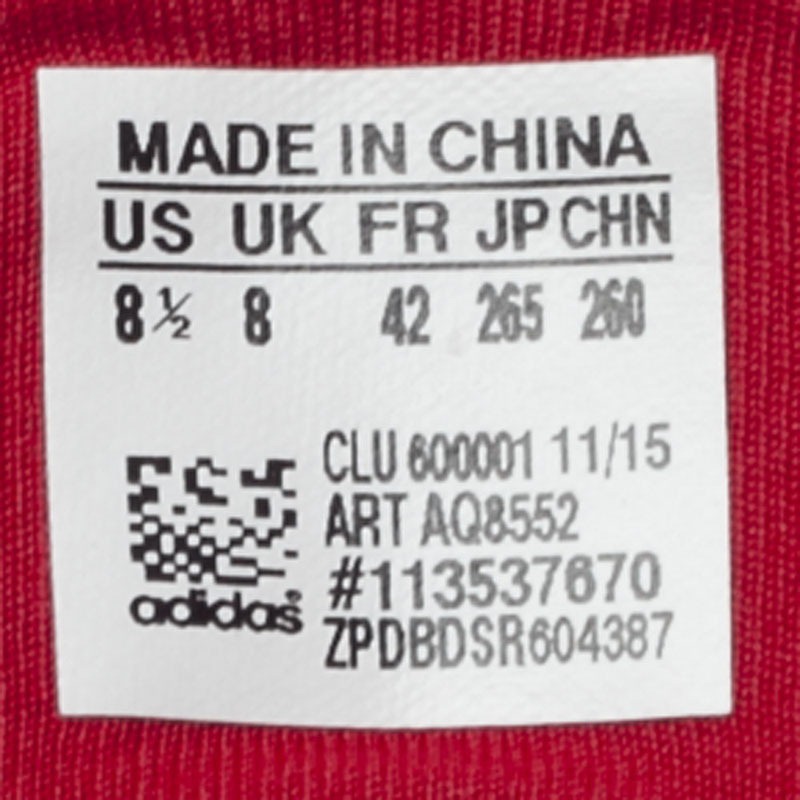 MADE IN CHINA
US UK FR JP CHN
8½ 8 42 265 260
CLU 600001 11/15
ART AQ8552
#113537670
adidas®
ZPDBDSR604387